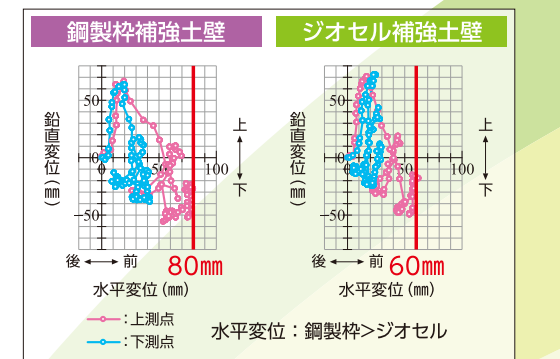 鋼製枠補強土壁
ジオセル補強土壁
鉛直変位(㎜)
50
0
−50
50
100
上
下
後 前
80㎜
水平変位(㎜)
鉛直変位(㎜)
50
0
−50
50
100
上
下
後 前
60㎜
水平変位(㎜)
:上測点
:下測点
水平変位:鋼製枠>ジオセル